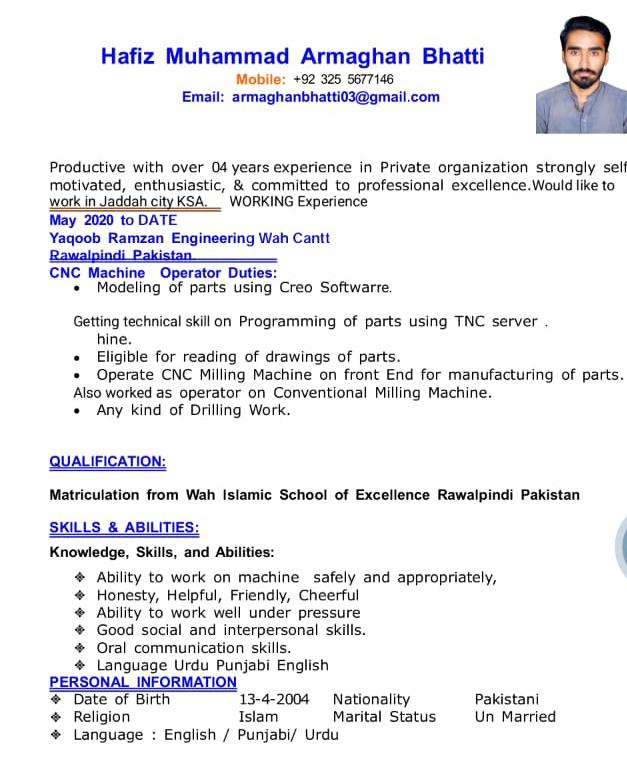 Hafiz Muhammad Armaghan Bhatti
Mobile: +92 325 5677146
Email: armaghanbhatti03@gmail.com
Productive with over 04 years experience in Private organization strongly self
motivated, enthusiastic, & committed to professional excellence.Would like to
work in Jaddah city KSA. WORKING Experience
May 2020 to DATE
Yaqoob Ramzan Engineering Wah Cantt
Rawalpindi Pakistan.
CNC Machine Operator Duties:
• Modeling of parts using Creo Softwarre.
Getting technical skill on Programming of parts using TNC server .
hine.
• Eligible for reading of drawings of parts.
• Operate CNC Milling Machine on front End for manufacturing of parts.
Also worked as operator on Conventional Milling Machine.
• Any kind of Drilling Work.
QUALIFICATION:
Matriculation from Wah Islamic School of Excellence Rawalpindi Pakistan
SKILLS & ABILITIES:
Knowledge, Skills, and Abilities:
❖ Ability to work on machine safely and appropriately,
❖ Honesty, Helpful, Friendly, Cheerful
❖ Ability to work well under pressure
❖ Good social and interpersonal skills.
❖ Oral communication skills.
❖ Language Urdu Punjabi English
PERSONAL INFORMATION
❖ Date of Birth 13-4-2004 Nationality Pakistani
❖ Religion Islam Marital Status Un Married
❖ Language : English / Punjabi/ Urdu